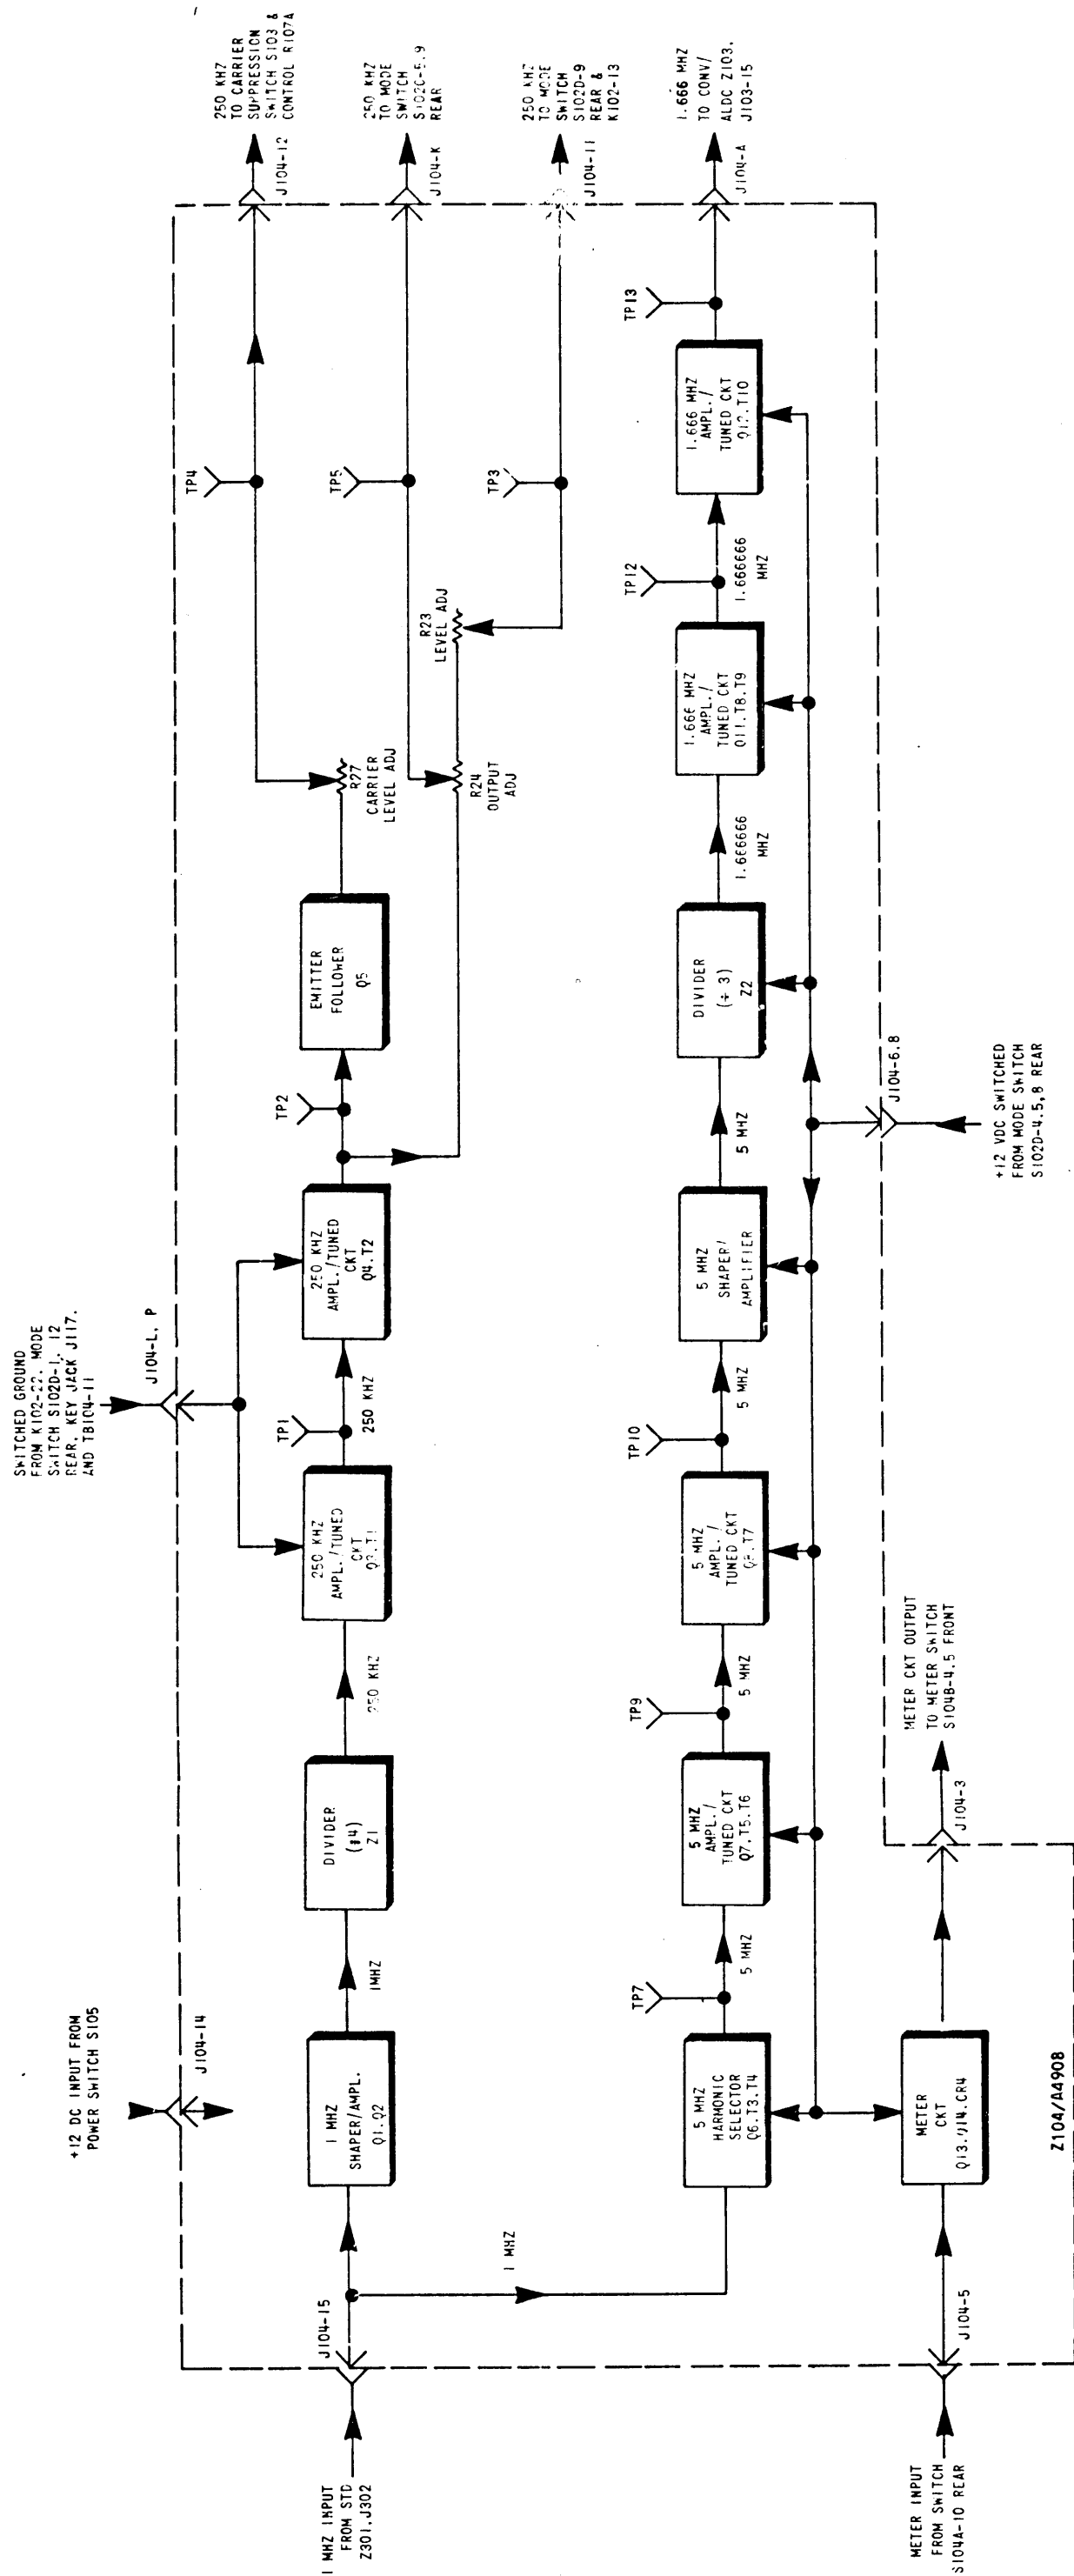 1 MHZ INPUT
FROM STD
Z301,J302
J104-15
+12 DC INPUT FROM
POWER SWITCH S105
J104-14
1 MHZ
SHAPER/AMPL.
Q1,Q2
1MHZ
DIVIDER
Z1
250 KHZ
250 KHZ
AMPL./TUNED
CKT
TP1
250 KHZ
SWITCHED GROUND
FROM K102-22, MODE
SWITCH S102D-1, 12
REAR, KEY JACK J117,
AND TB104-11
J104-L, P
250 KHZ
AMPL./TUNED
CKT
Q4,T2
TP2
EMITTER
FOLLOWER
Q5
R27
CARRIER
LEVEL ADJ
R24
OUTPUT
ADJ
R23
LEVEL ADJ
TP4
TP5
TP3
J104-12
250 KHZ
TO CARRIER
SUPPRESSION
SWITCH S103 &
CONTROL R107A
J104-K
250 KHZ
TO MODE
SWITCH
REAR
J104-11
250 KHZ
TO MODE
SWITCH
S102D-9
REAR &
K102-13
1 MHZ
5 MHZ
HARMONIC
SELECTOR
Q6,T3,T4
TP7
5 MHZ
5 MHZ
AMPL./
TUNED CKT
Q7,T5,T6
TP9
5 MHZ
5 MHZ
AMPL./
TUNED CKT
TP10
5 MHZ
5 MHZ
SHAPER/
AMPLIFIER
5 MHZ
DIVIDER
(÷ 3)
Z2
1.666666
MHZ
1.666 MHZ
AMPL./
TUNED CKT
Q11,T8,T9
TP12
1.666666
MHZ
1.666 MHZ
AMPL./
TUNED CKT
Q12,T10
TP13
J104-A
1.666 MHZ
TO CONV/
ALDC Z103,
J103-15
METER INPUT
FROM SWITCH
S104A-10 REAR
J104-5
METER
CKT
Q13,Q14,CR4
J104-3
METER CKT OUTPUT
TO METER SWITCH
S104B-4,5 FRONT
J104-6,8
+12 VDC SWITCHED
FROM MODE SWITCH
S102D-4,5,8 REAR
Z104/A4908